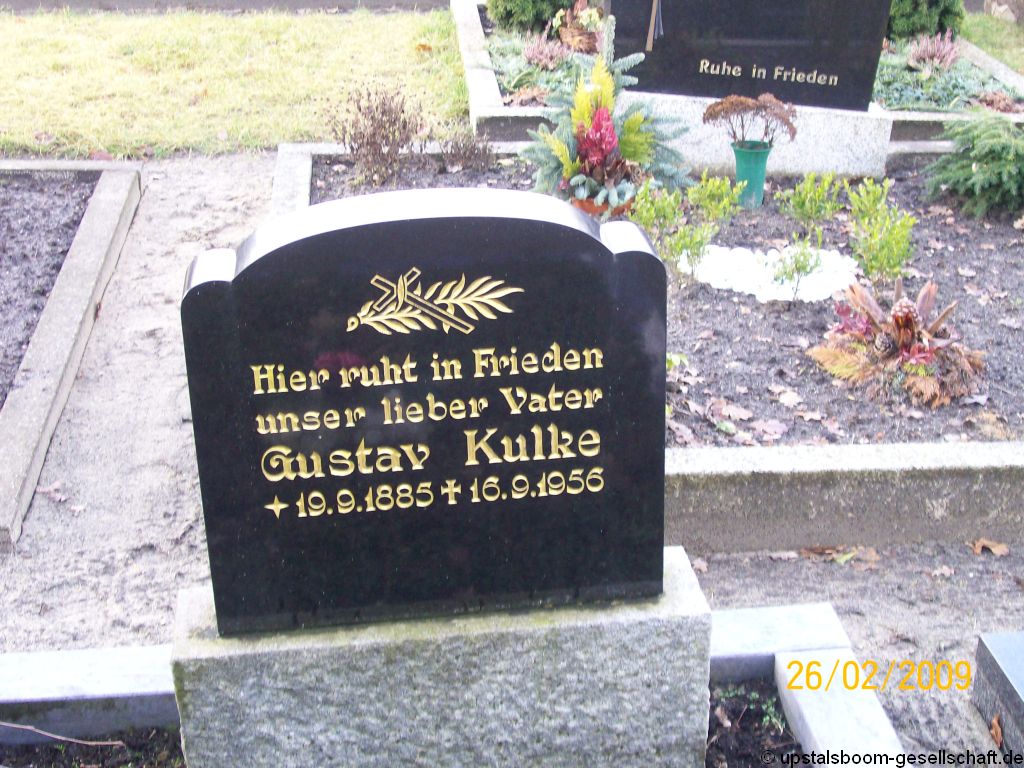 Ruhe in Frieden
Hier ruht in Frieden
unser lieber Vater
Gustav Kulke
19.9.1885 16.9.1956
26/02/2009
© upstalsboom-gesellschaft.de